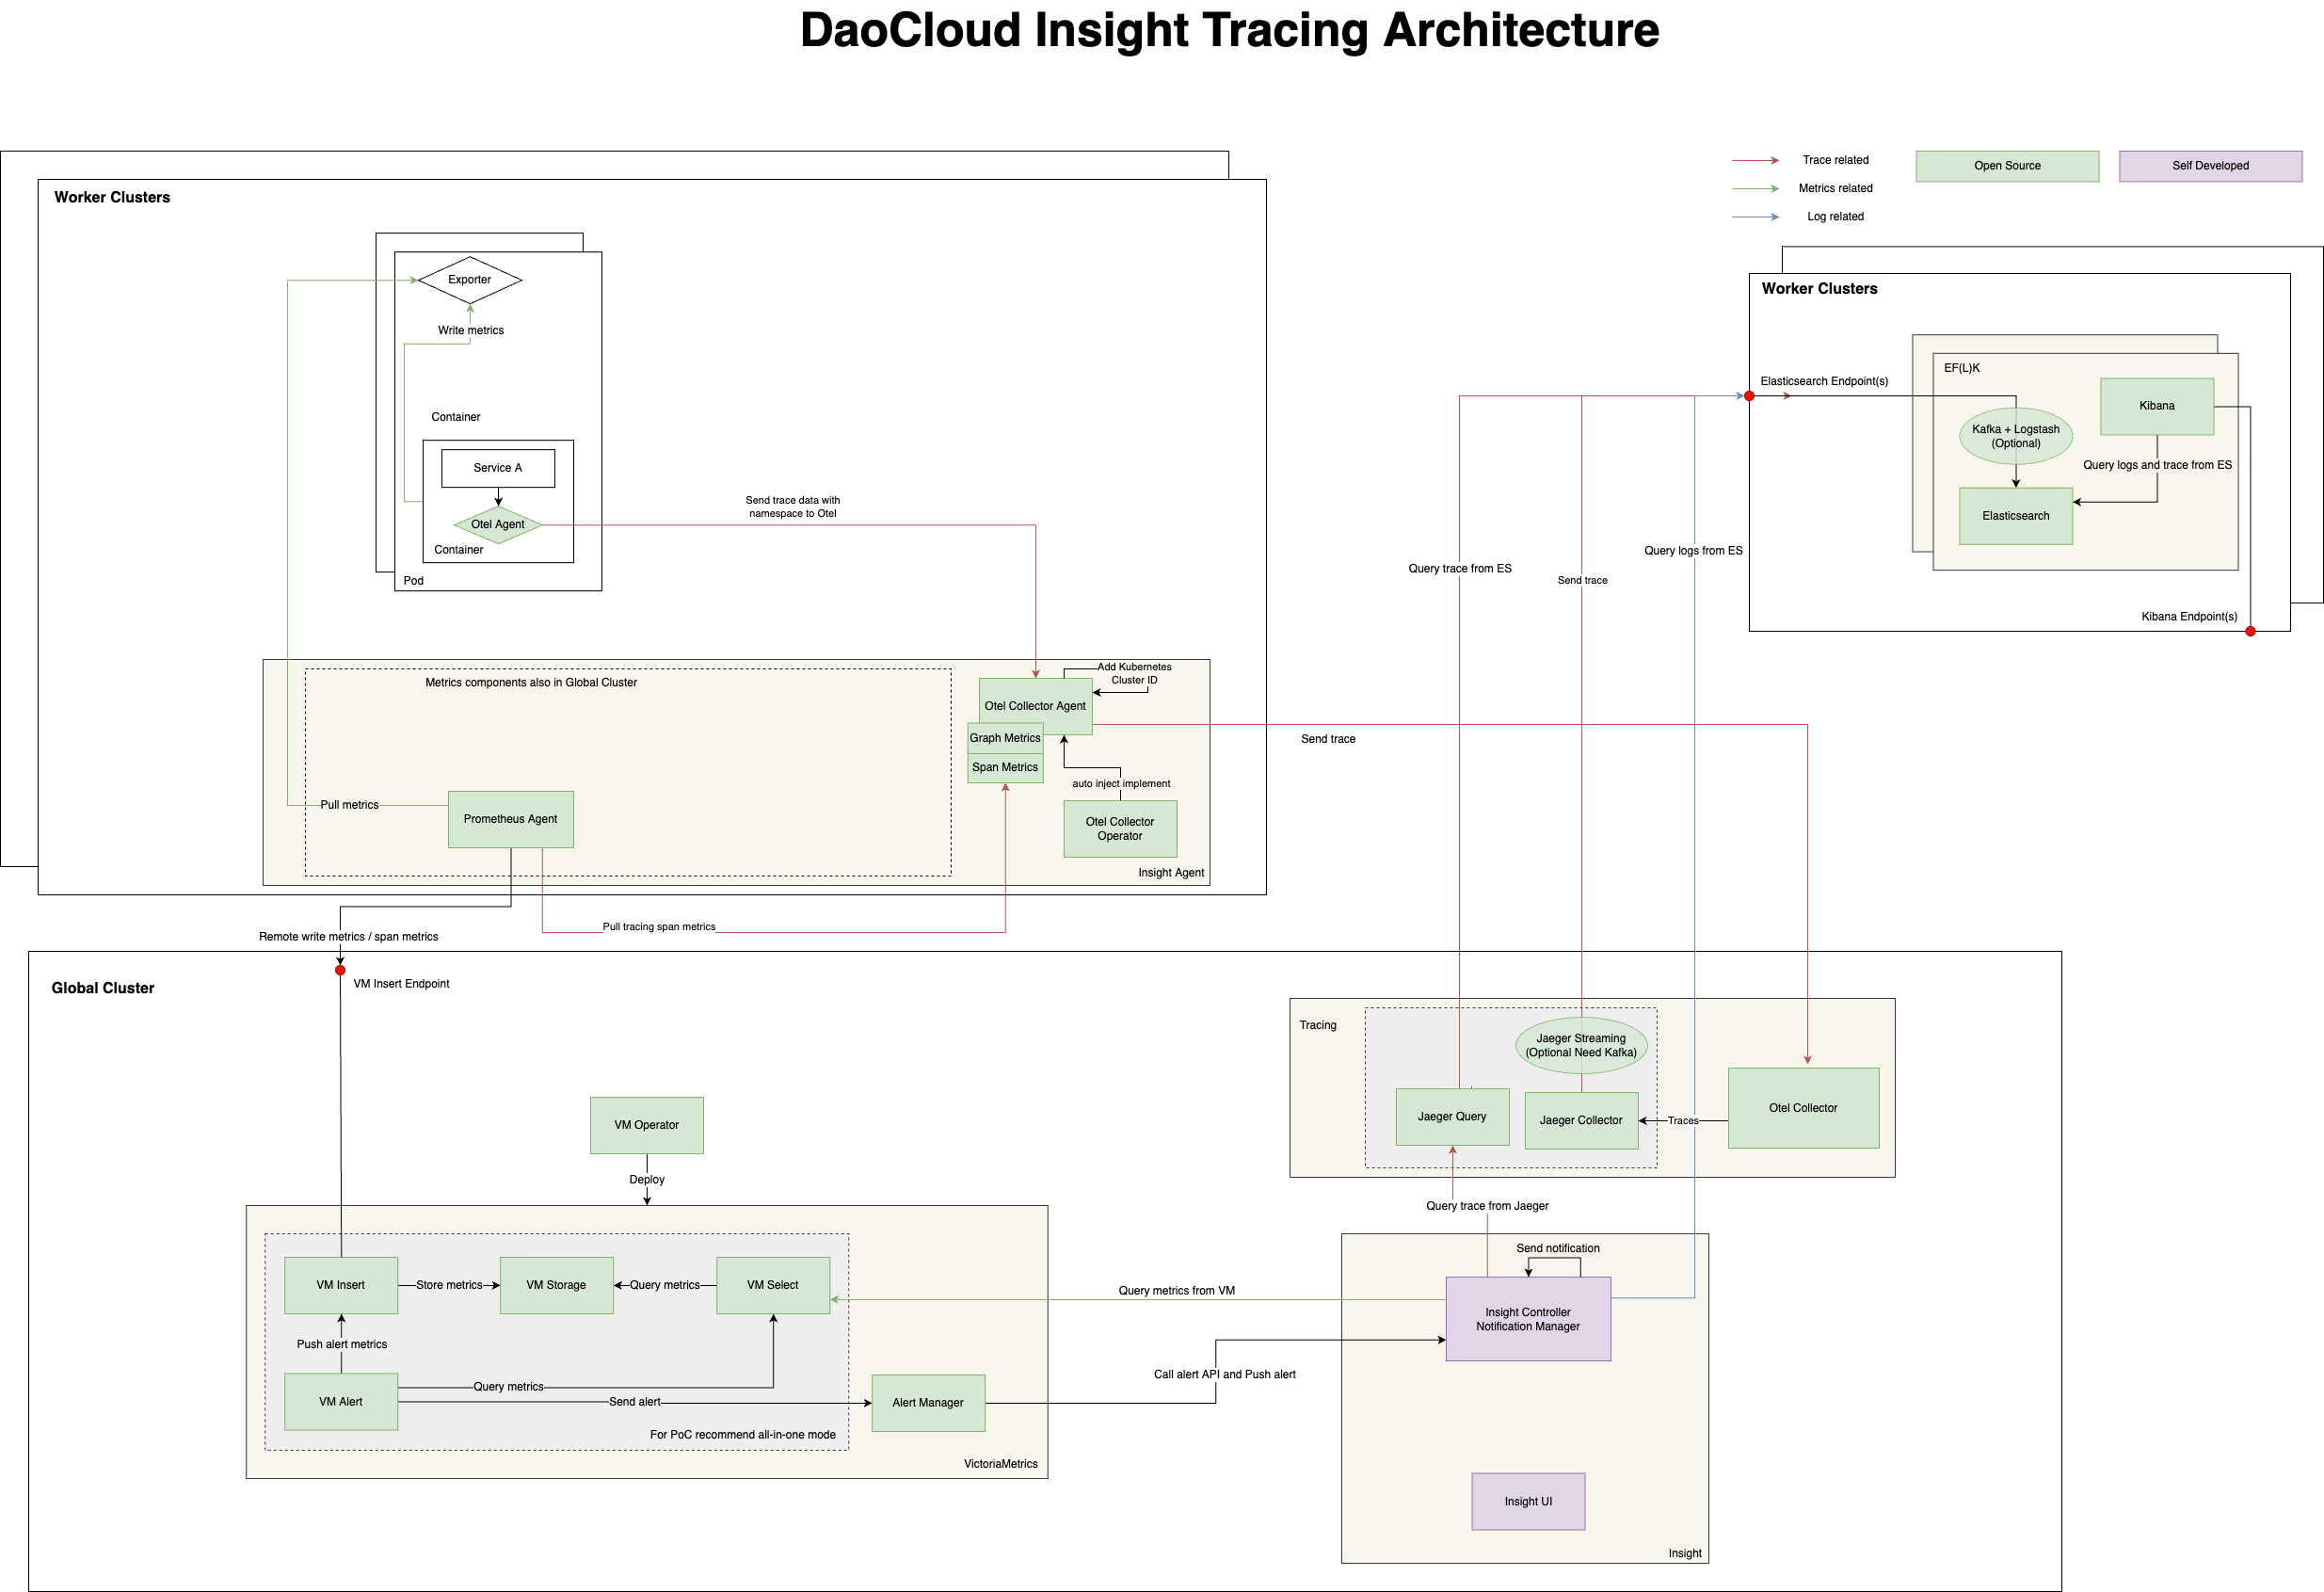 DaoCloud Insight Tracing Architecture
Trace related
Metrics related
Log related
Open Source
Self Developed
Worker Clusters
Exporter
Write metrics
Container
Service A
Otel Agent
Container
Pod
Send trace data with
namespace to Otel
Metrics components also in Global Cluster
Add Kubernetes
Cluster ID
Otel Collector Agent
Graph Metrics
Span Metrics
auto inject implement
Otel Collector
Operator
Pull metrics
Prometheus Agent
Insight Agent
Send trace
Pull tracing span metrics
Remote write metrics / span metrics
Worker Clusters
Elasticsearch Endpoint(s)
EF(L)K
Kibana
Kafka + Logstash
(Optional)
Query logs and trace from ES
Elasticsearch
Kibana Endpoint(s)
Query trace from ES
Send trace
Query logs from ES
Global Cluster
VM Insert Endpoint
Tracing
Jaeger Streaming
(Optional Need Kafka)
Jaeger Query
Jaeger Collector
Traces
Otel Collector
VM Operator
Deploy
VM Insert
Store metrics
VM Storage
Query metrics
VM Select
Push alert metrics
VM Alert
Query metrics
Send alert
Alert Manager
For PoC recommend all-in-one mode
VictoriaMetrics
Query metrics from VM
Call alert API and Push alert
Query trace from Jaeger
Send notification
Insight Controller
Notification Manager
Insight UI
Insight